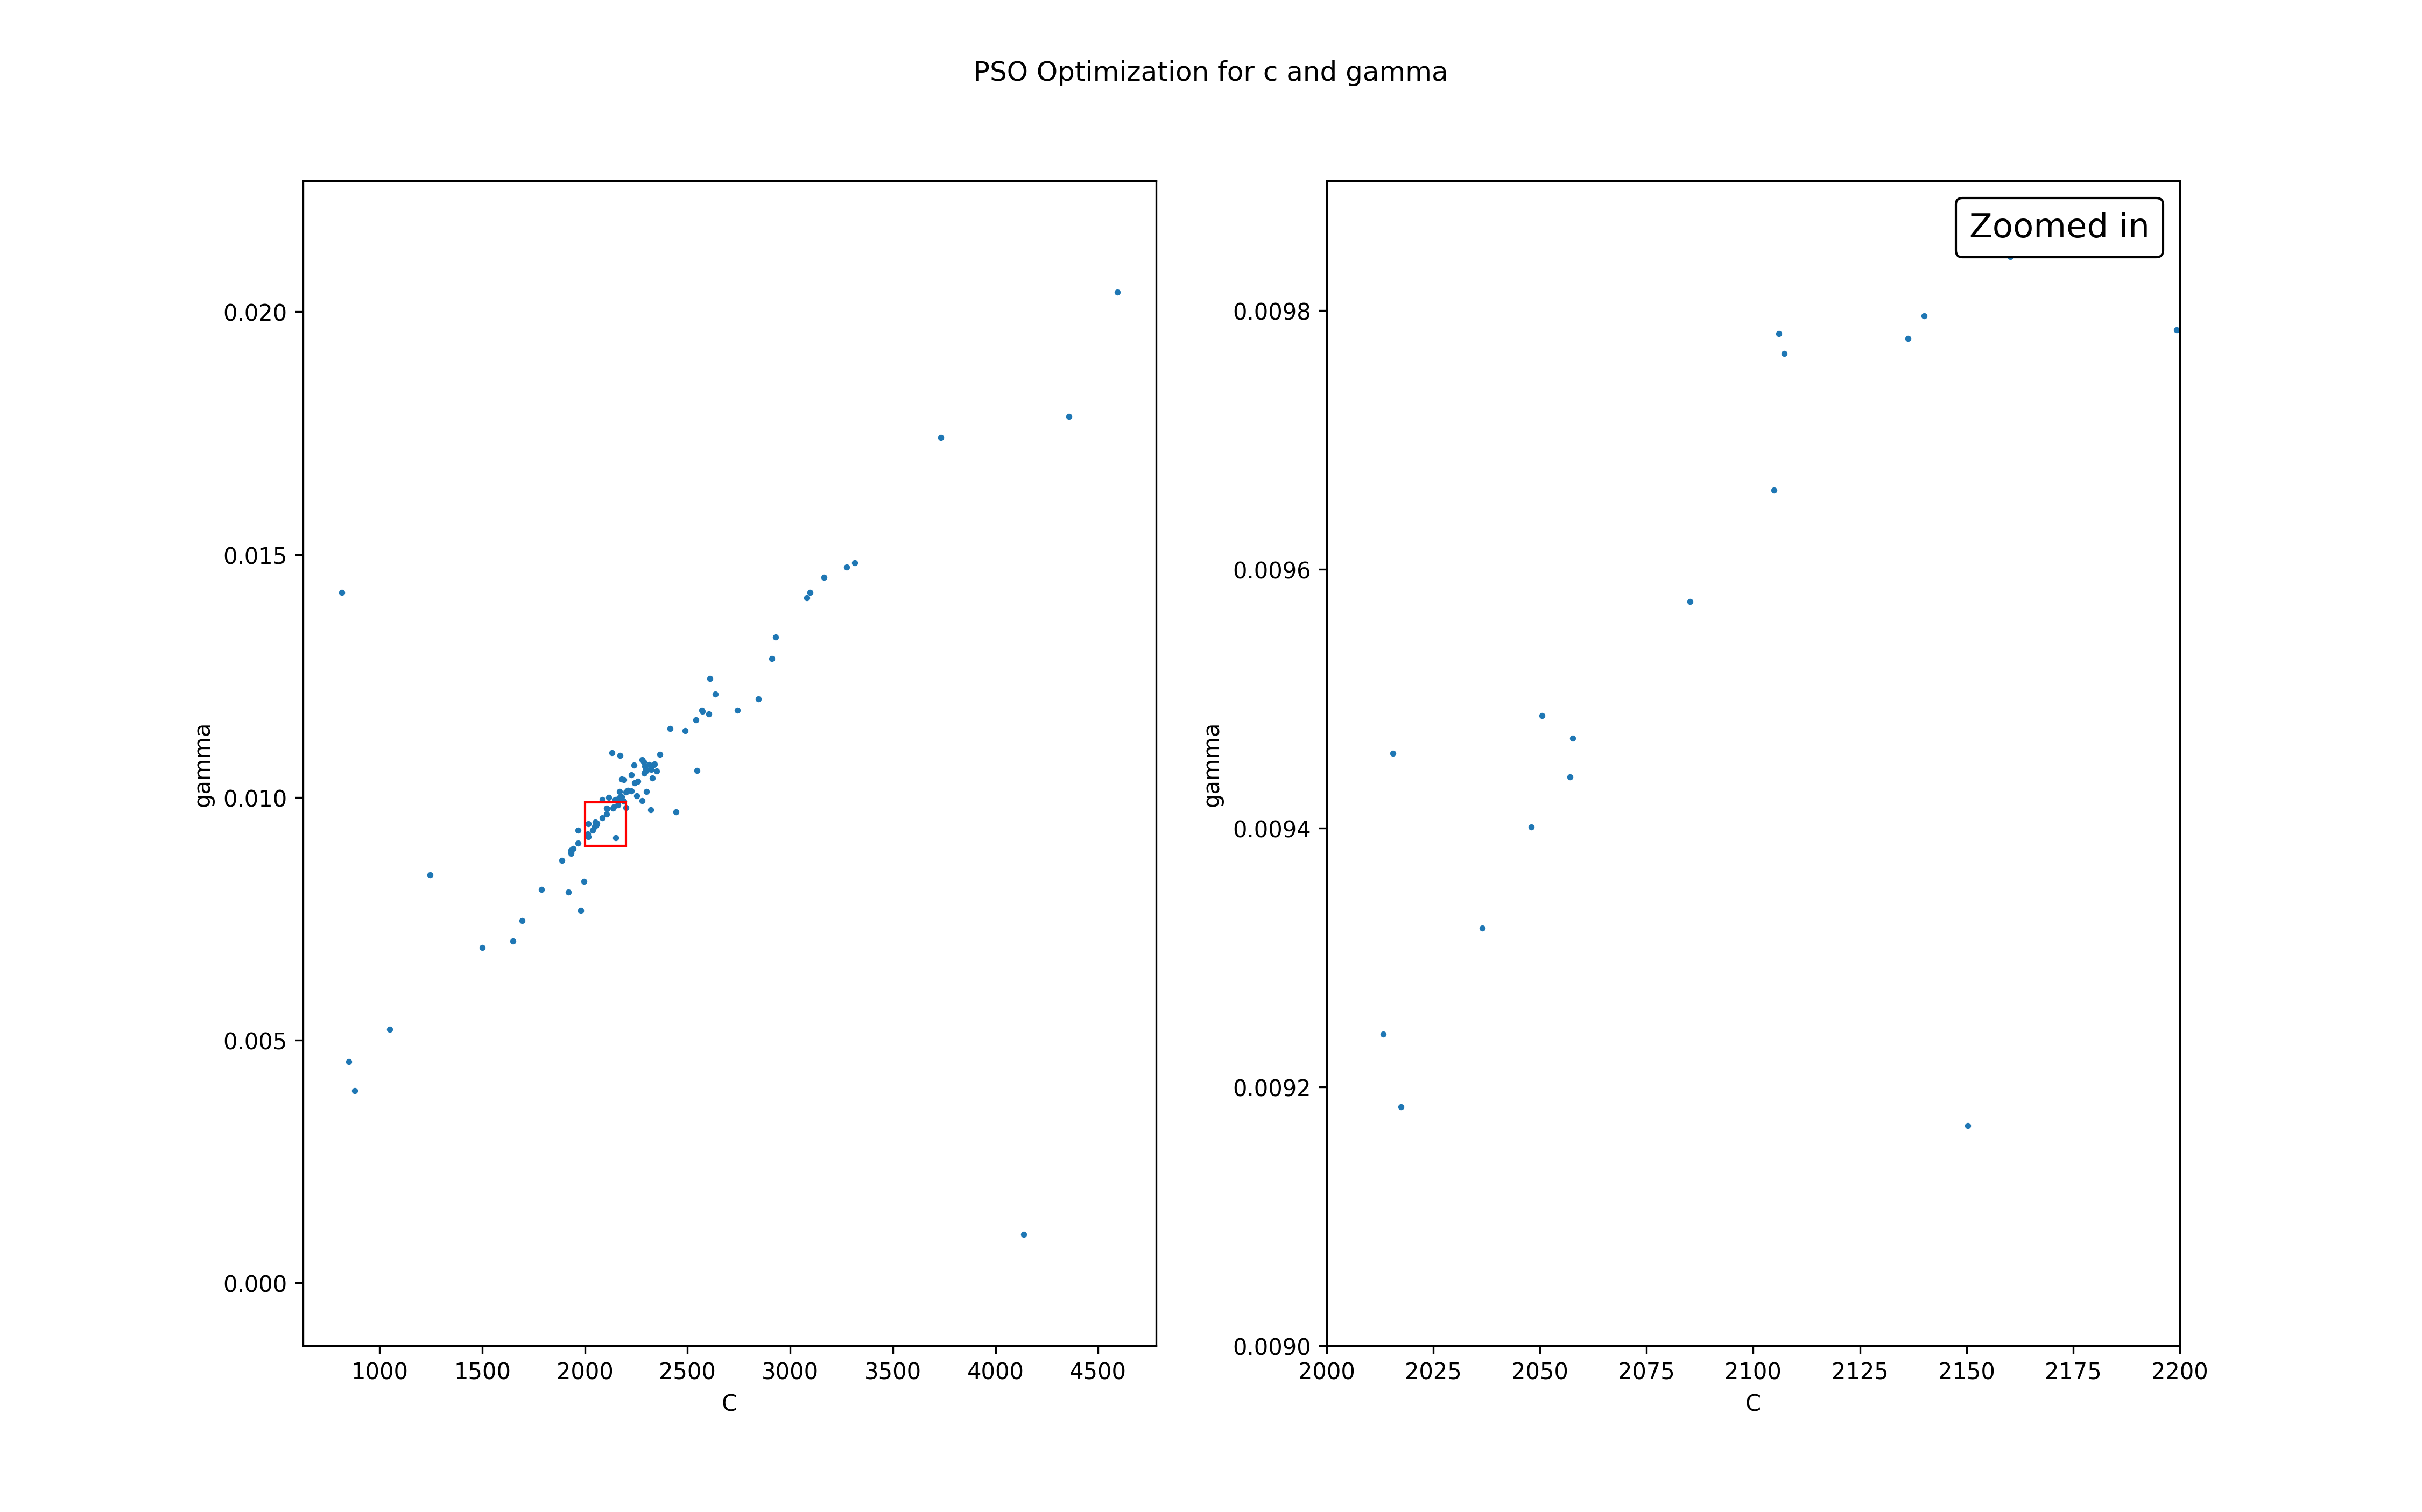 PSO Optimization for c and gamma
0.020
0.015
0.010
0.005
0.000
gamma
1000 1500 2000 2500 3000 3500 4000 4500
C
Zoomed in
0.0098
0.0096
0.0094
0.0092
0.0090
gamma
2000 2025 2050 2075 2100 2125 2150 2175 2200
C